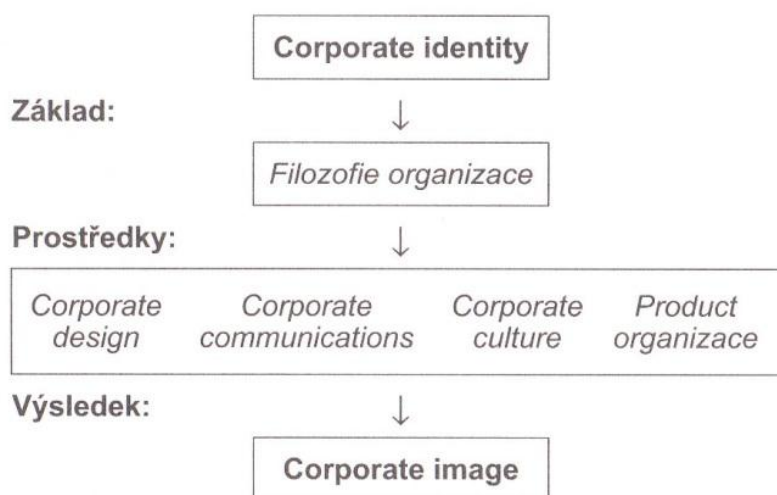 Corporate identity
Základ:
Filozofie organizace
Prostředky:
Corporate Corporate Corporate Product
design communications culture organizace
Výsledek:
Corporate image